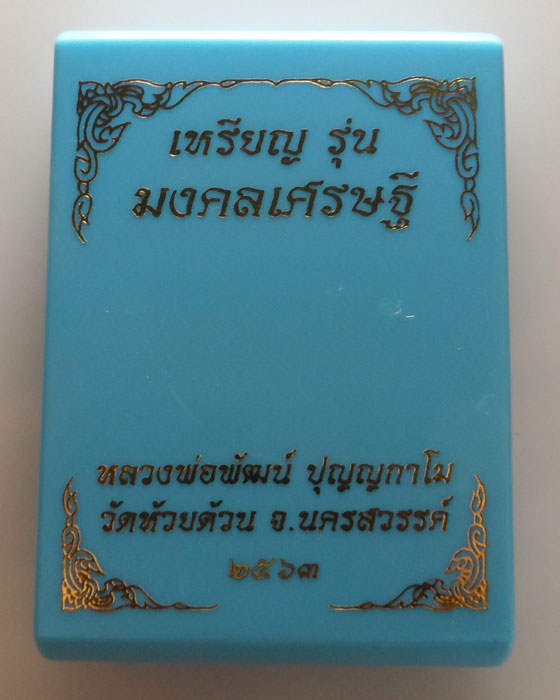 เหรียญ รุ่น
มงคลเศรษฐี
หลวงพ่อพัฒน์ ปุญญกาโม
วัดห้วยด้วน จ.นครสวรรค์
๒๕๖๓